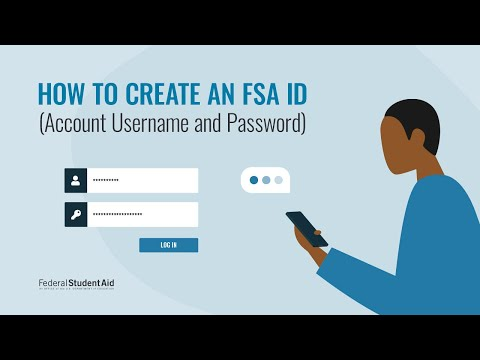 HOW TO CREATE AN FSA ID
(Account Username and Password)
LOG IN
Federal Student Aid